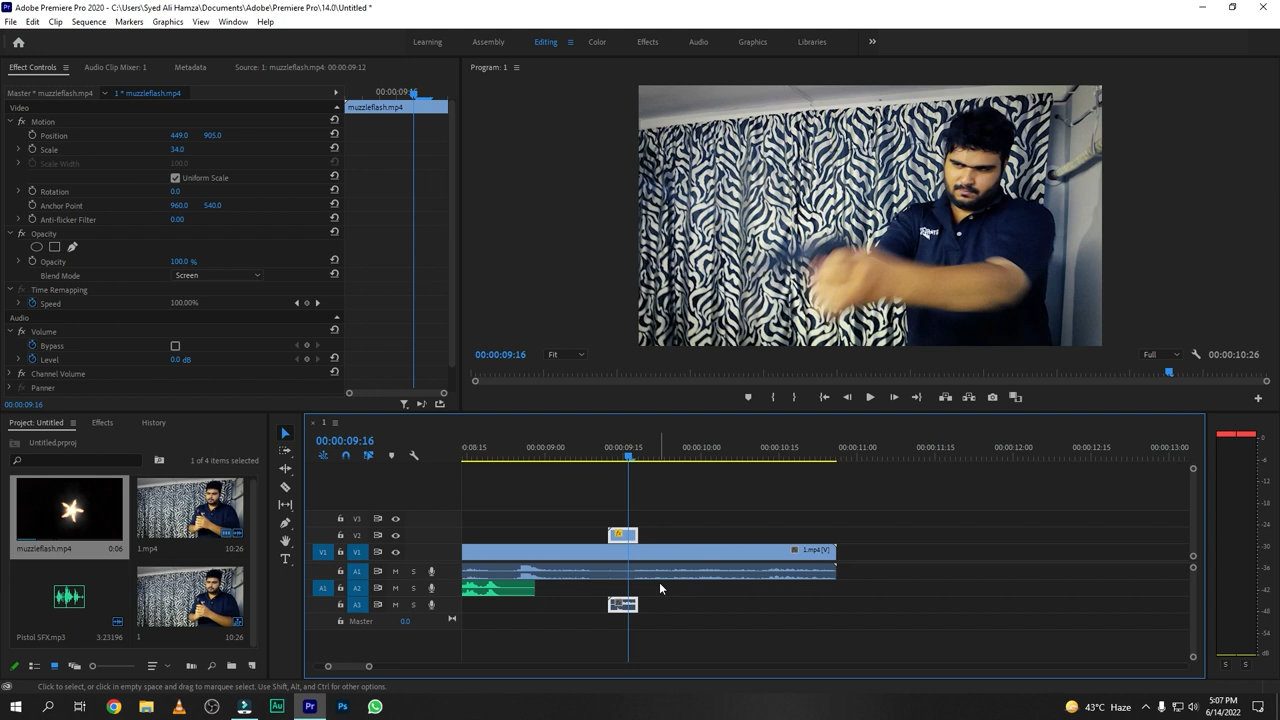 Adobe Premiere Pro 2020 - C:\Users\Syed Ali Hamza\Documents\Adobe\Premiere Pro\14.0\Untitled *
File Edit Clip Sequence Markers Graphics View Window Help
Learning Assembly Editing Color Effects Audio Graphics Libraries
Effect Controls Audio Clip Mixer: 1 Metadata Source: 1: muzzleflash.mp4: 00:00:09:12
Program: 1
Master * muzzleflash.mp4 1 * muzzleflash.mp4
Video
muzzleflash.mp4
Motion
Position 449.0 905.0
Scale 34.0
Scale Width 100.0
Uniform Scale
Rotation 0.0
Anchor Point 960.0 540.0
Anti-flicker Filter 0.00
Opacity
Opacity 100.0 %
Blend Mode Screen
Time Remapping
Speed 100.00%
Audio
Volume
Bypass
Level 0.0 dB
Channel Volume
Panner
00:00:09:16
00:00:09:16 Fit Full 00:00:10:26
Project: Untitled Effects History
Untitled.prproj
1 of 4 items selected
muzzleflash.mp4 0:06
1.mp4 10:26
Pistol SFX.mp3 3:23196
1 10:26
1
00:00:09:16
:00:08:15 00:00:09:00 00:00:09:15 00:00:10:00 00:00:10:15 00:00:11:00 00:00:11:15 00:00:12:00 00:00:12:15 00:00:13:00
V3
V2
V1 V1 1.mp4 [V]
A1 M S
A1 A2 M S
A3 M S
Master 0.0
0
-6
-12
-18
-24
-30
-36
-42
-48
-54
dB
S S
Click to select, or click in empty space and drag to marquee select. Use Shift, Alt, and Ctrl for other options.
43°C Haze
5:07 PM
6/14/2022